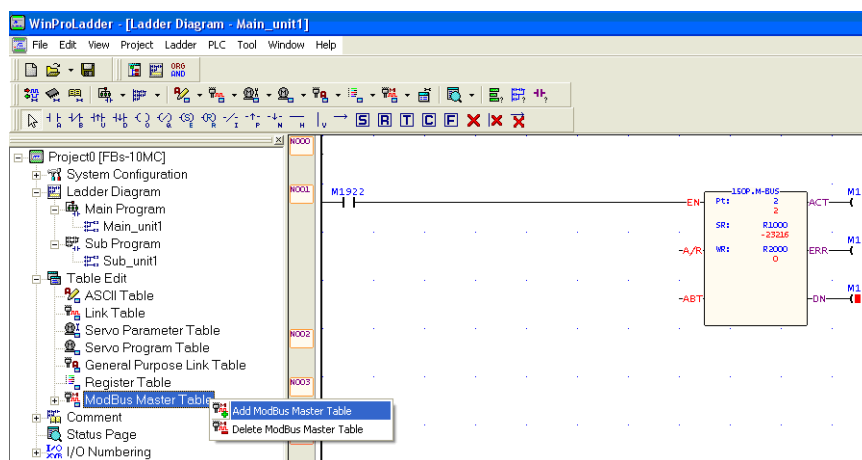 WinProLadder - [Ladder Diagram - Main_unit1]
File Edit View Project Ladder PLC Tool Window Help
ORG
AND
S R T C F
Project0 [FBs-10MC]
System Configuration
Ladder Diagram
Main Program
Main_unit1
Sub Program
Sub_unit1
Table Edit
ASCII Table
Link Table
Servo Parameter Table
Servo Program Table
General Purpose Link Table
Register Table
ModBus Master Table
Comment
Status Page
I/O Numbering
Add ModBus Master Table
Delete ModBus Master Table
N000
N001
N002
N003
M1922
150P.M-BUS
EN
Pt: 2
2
ACT
M1
SR: R1000
-23216
A/R
WR: R2000
0
ERR
M1
ABT
DN
M1